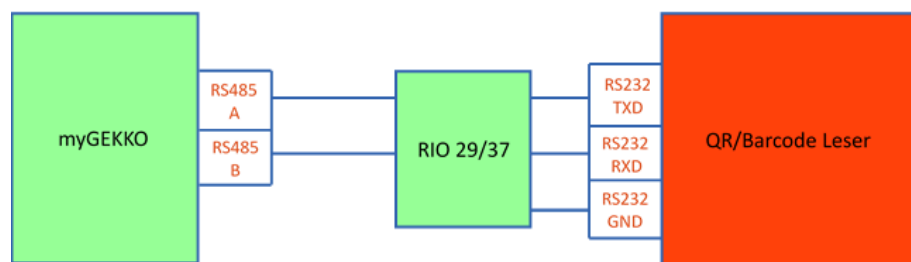 myGEKKO
RS485
A
RS485
B
RIO 29/37
RS232
TXD
RS232
RXD
RS232
GND
QR/Barcode Leser